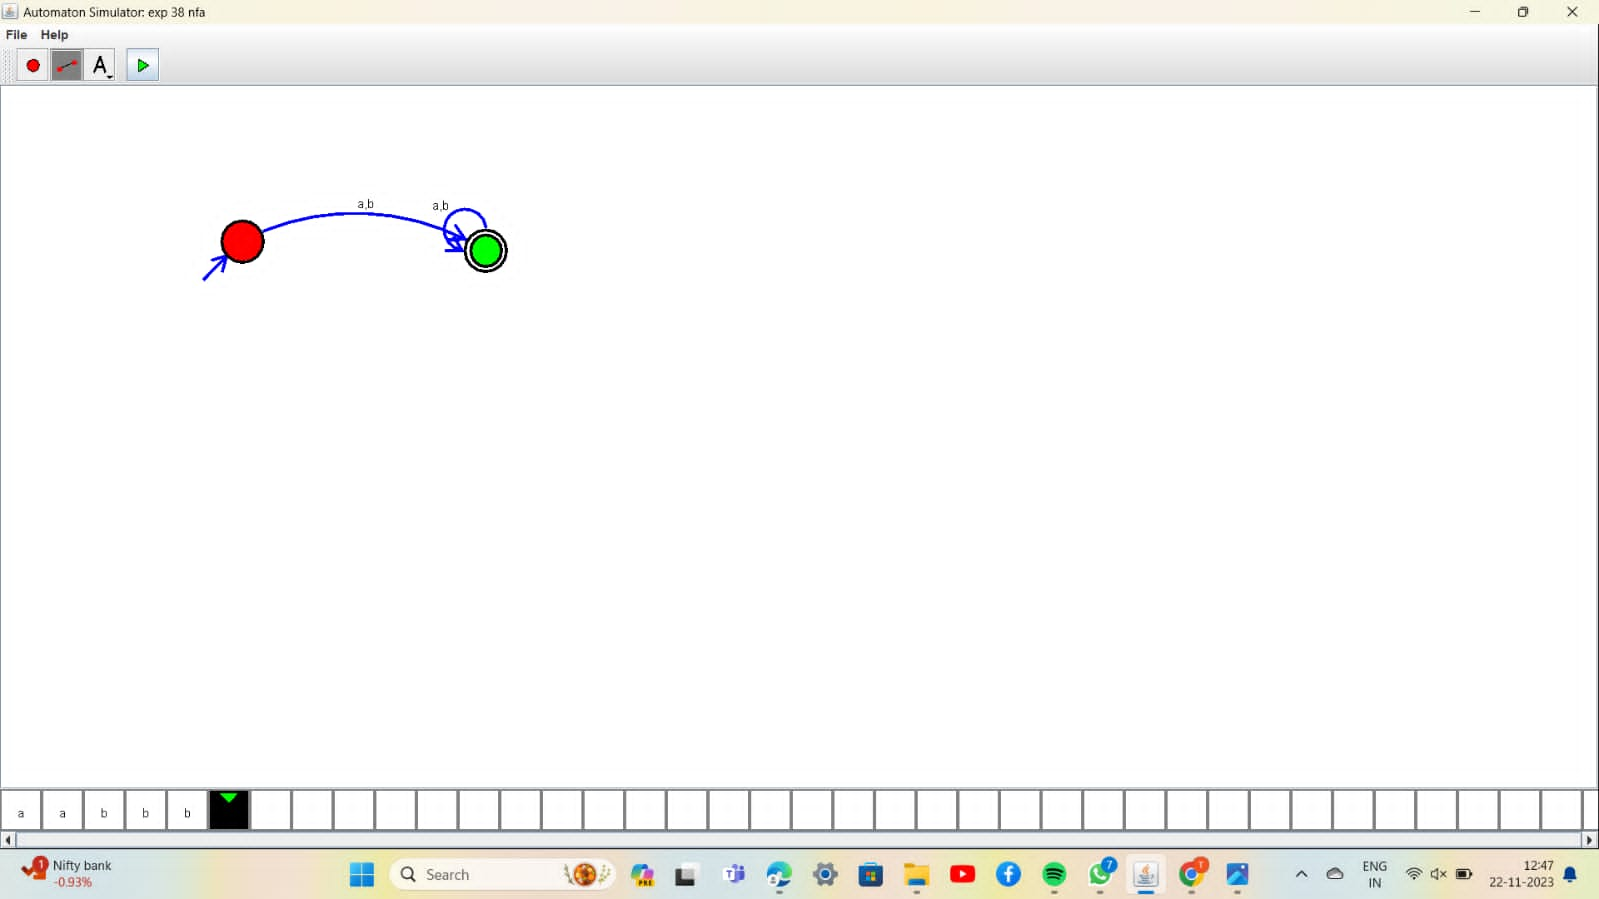 Automaton Simulator: exp 38 nfa
File Help
A
a,b
a,b
a a b b b
1
Nifty bank
-0.93%
Search
PRE
7
T
ENG
IN
12:47
22-11-2023